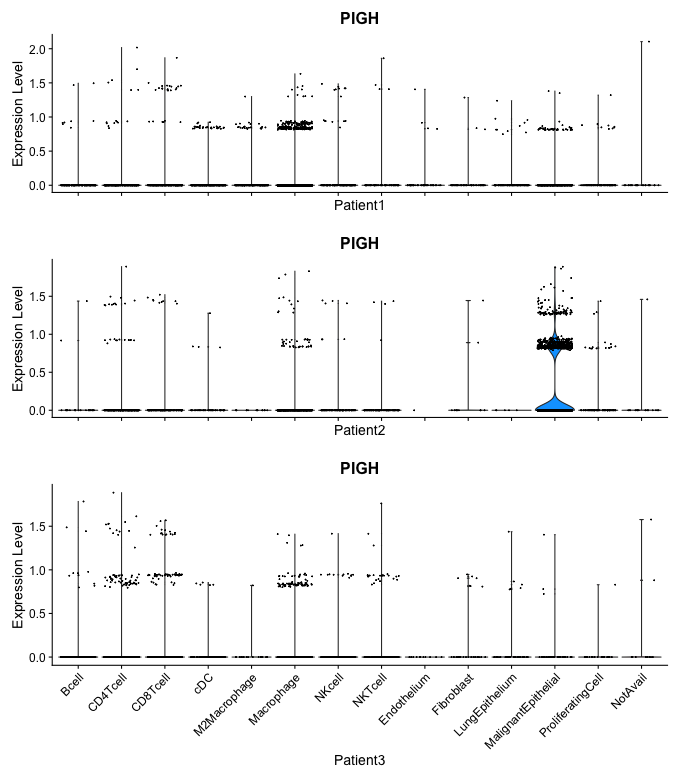 PIGH
Expression Level
2.0
1.5
1.0
0.5
0.0
Patient1
PIGH
Expression Level
1.5
1.0
0.5
0.0
Patient2
PIGH
Expression Level
1.5
1.0
0.5
0.0
Bcell
CD4Tcell
CD8Tcell
cDC
M2Macrophage
Macrophage
NKcell
NKTcell
Endothelium
Fibroblast
LungEpithelium
MalignantEpithelial
ProliferatingCell
NotAvail
Patient3